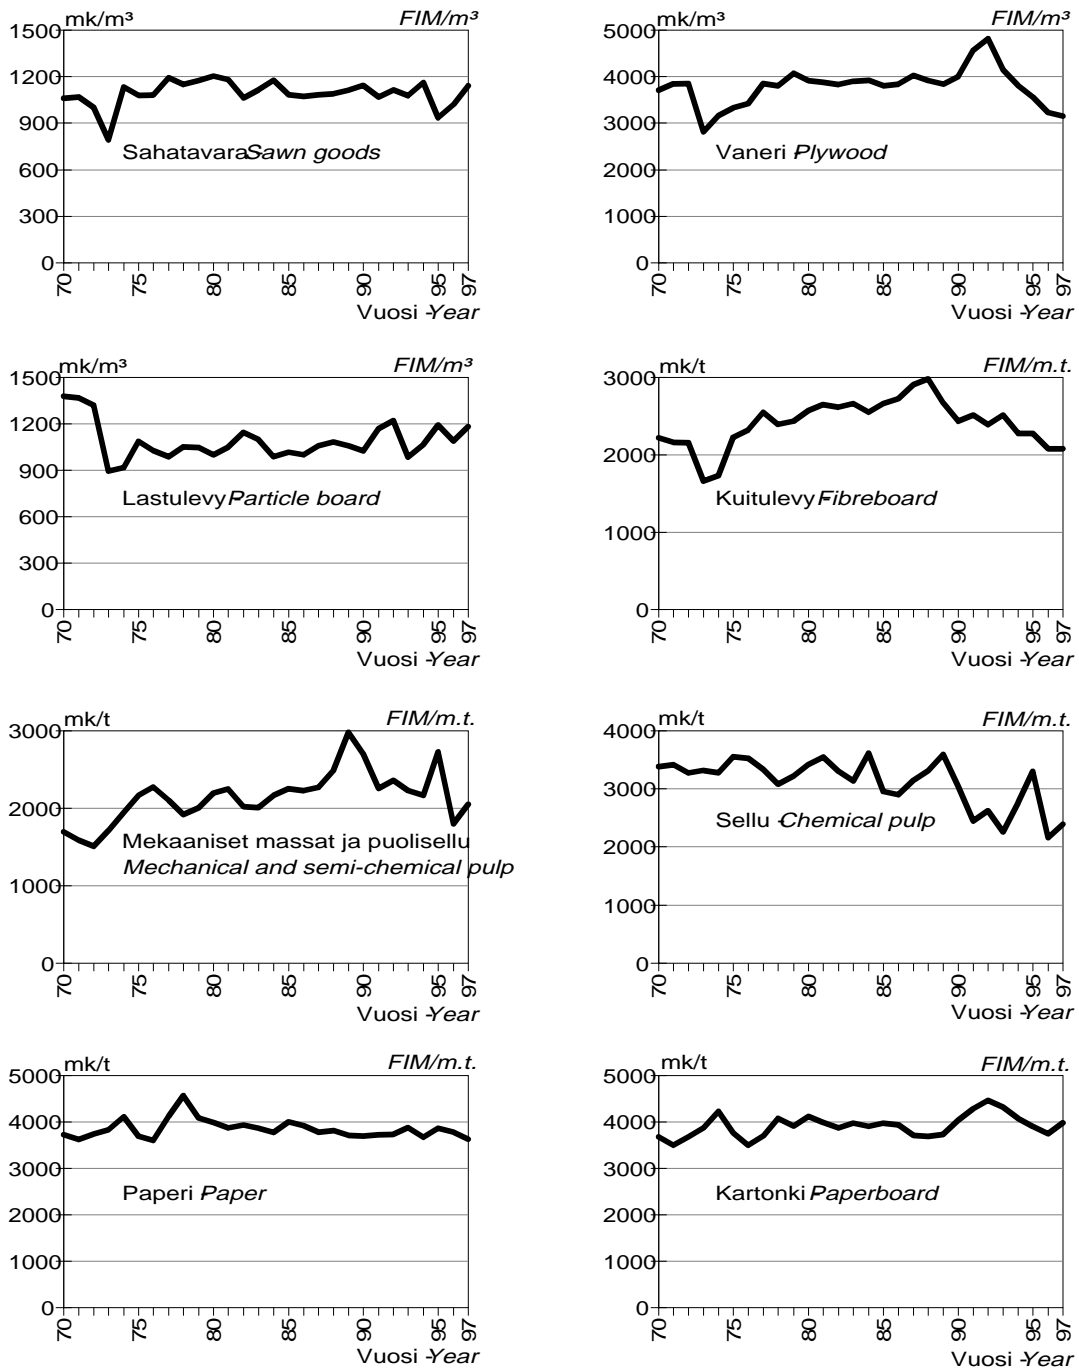 mk/m³ FIM/m³
1500
1200
900
600
300
0
Sahatavara-Sawn goods
70 75 80 85 90 95 97
Vuosi -Year
mk/m³ FIM/m³
5000
4000
3000
2000
1000
0
Vaneri -Plywood
70 75 80 85 90 95 97
Vuosi -Year
mk/m³ FIM/m³
1500
1200
900
600
300
0
Lastulevy-Particle board
70 75 80 85 90 95 97
Vuosi -Year
mk/t FIM/m.t.
3000
2000
1000
0
Kuitulevy-Fibreboard
70 75 80 85 90 95 97
Vuosi -Year
mk/t FIM/m.t.
3000
2000
1000
0
Mekaaniset massat ja puolisellu
Mechanical and semi-chemical pulp
70 75 80 85 90 95 97
Vuosi -Year
mk/t FIM/m.t.
4000
3000
2000
1000
0
Sellu -Chemical pulp
70 75 80 85 90 95 97
Vuosi -Year
mk/t FIM/m.t.
5000
4000
3000
2000
1000
0
Paperi -Paper
70 75 80 85 90 95 97
Vuosi -Year
mk/t FIM/m.t.
5000
4000
3000
2000
1000
0
Kartonki-Paperboard
70 75 80 85 90 95 97
Vuosi -Year